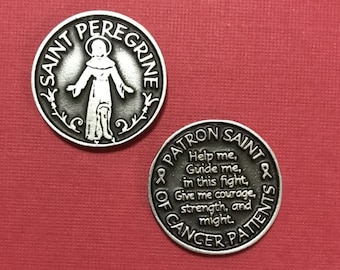 SAINT PEREGRINE
PATRON SAINT
Help me,
Guide me,
in this fight,
Give me courage,
strength, and
might.
OF CANCER PATIENTS